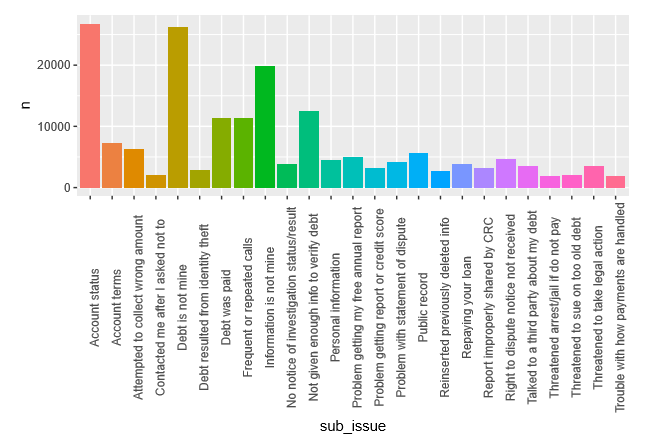 20000
10000
0
n
Account status
Account terms
Attempted to collect wrong amount
Contacted me after I asked not to
Debt is not mine
Debt resulted from identity theft
Debt was paid
Frequent or repeated calls
Information is not mine
No notice of investigation status/result
Not given enough info to verify debt
Personal information
Problem getting my free annual report
Problem getting report or credit score
Problem with statement of dispute
Public record
Reinserted previously deleted info
Repaying your loan
Report improperly shared by CRC
Right to dispute notice not received
Talked to a third party about my debt
Threatened arrest/jail if do not pay
Threatened to sue on too old debt
Threatened to take legal action
Trouble with how payments are handled
sub_issue